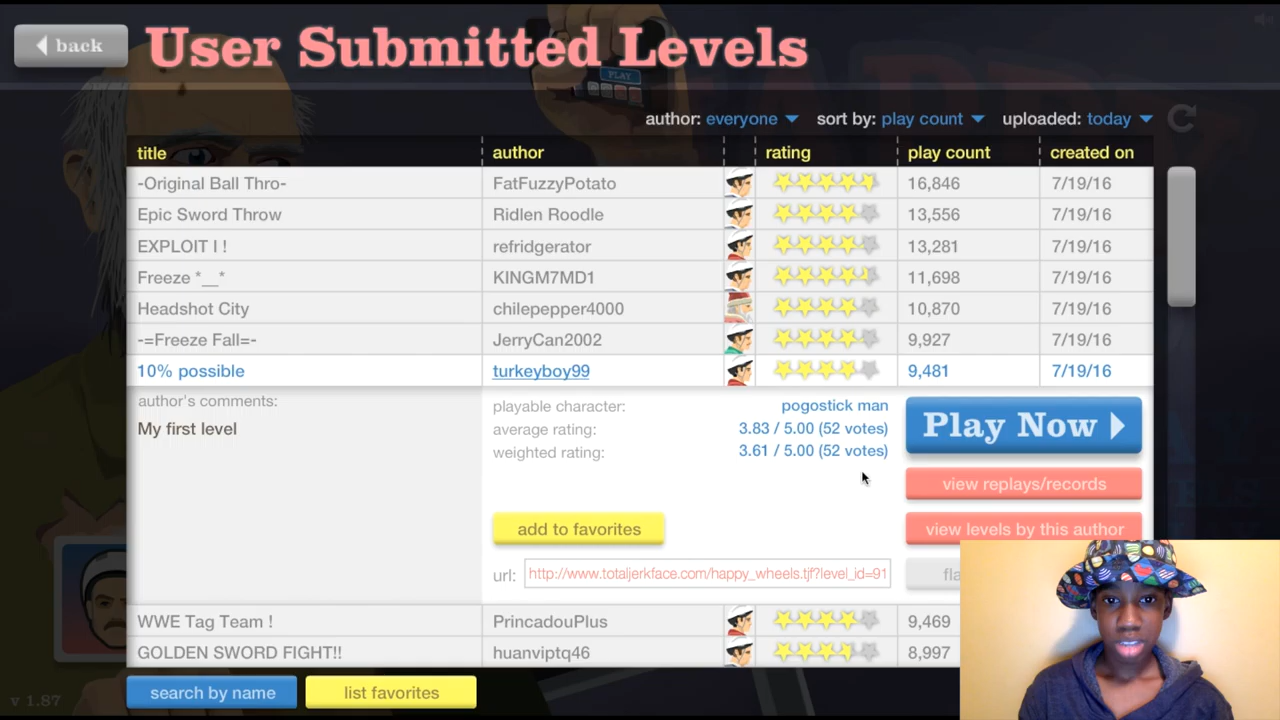 back
User Submitted Levels
PLAY
author: everyone sort by: play count uploaded: today
title author rating play count created on
-Original Ball Thro- FatFuzzyPotato 16,846 7/19/16
Epic Sword Throw Ridlen Roodle 13,556 7/19/16
EXPLOIT I ! refridgerator 13,281 7/19/16
Freeze *__* KINGM7MD1 11,698 7/19/16
Headshot City chilepepper4000 10,870 7/19/16
-=Freeze Fall=- JerryCan2002 9,927 7/19/16
10% possible turkeyboy99 9,481 7/19/16
author's comments:
My first level
playable character: pogostick man
average rating: 3.83 / 5.00 (52 votes)
weighted rating: 3.61 / 5.00 (52 votes)
Play Now
view replays/records
add to favorites
view levels by this author
url: http://www.totaljerkface.com/happy_wheels.tjf?level_id=91
WWE Tag Team ! PrincadouPlus 9,469
GOLDEN SWORD FIGHT!! huanviptq46 8,997
search by name list favorites
v 1.87